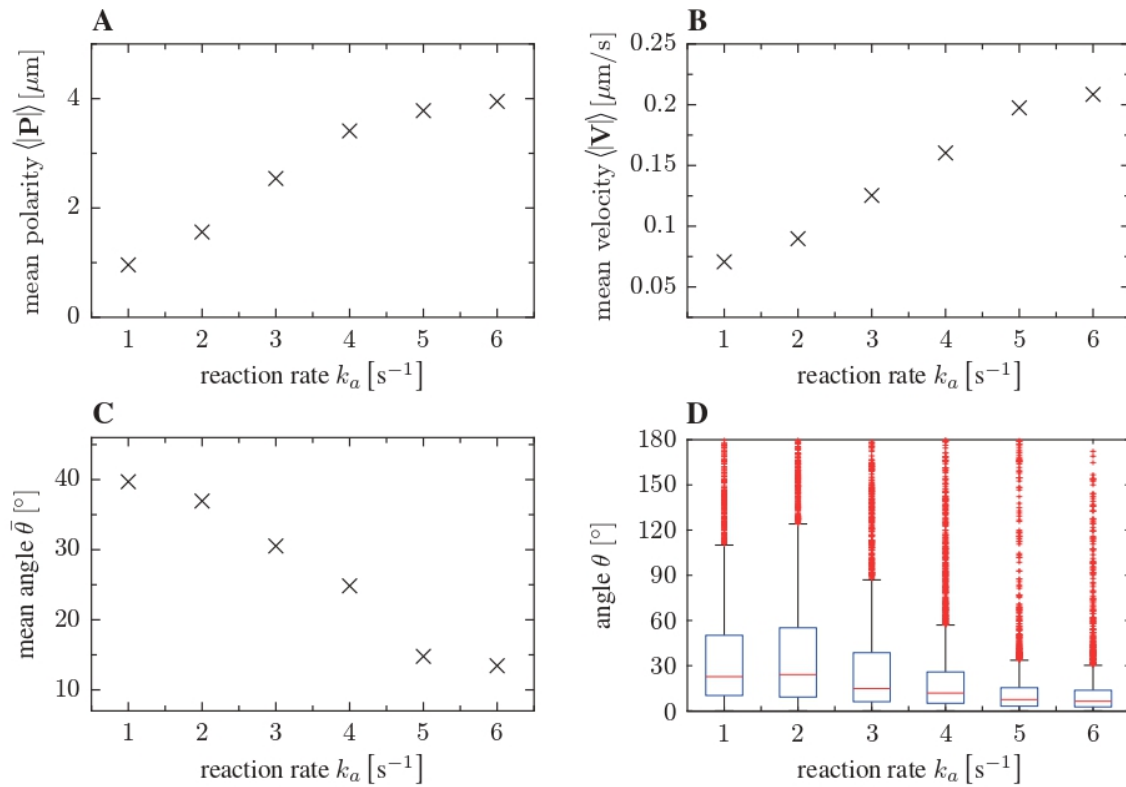 A
mean polarity ⟨|P|⟩ [μm]
4
2
0
1 2 3 4 5 6
reaction rate k_a [s⁻¹]
B
mean velocity ⟨|V|⟩ [μm/s]
0.25
0.2
0.15
0.1
0.05
1 2 3 4 5 6
reaction rate k_a [s⁻¹]
C
mean angle θ̄ [°]
40
30
20
10
1 2 3 4 5 6
reaction rate k_a [s⁻¹]
D
angle θ [°]
180
150
120
90
60
30
0
1 2 3 4 5 6
reaction rate k_a [s⁻¹]